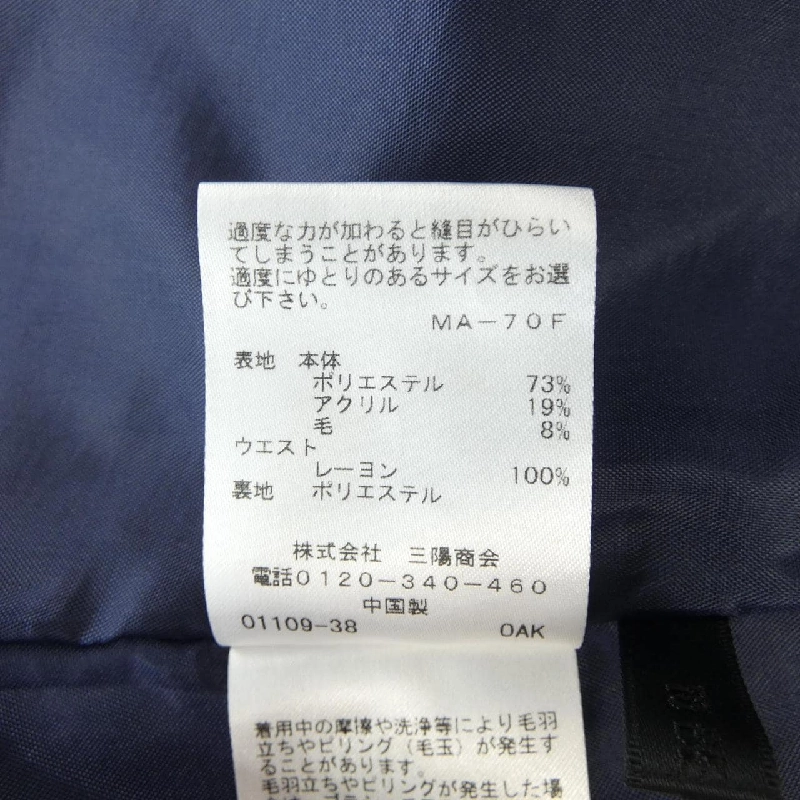 過度な力が加わると縫目がひらい
てしまうことがあります。
適度にゆとりのあるサイズをお選
び下さい。
MA-70F
表地 本体
ポリエステル 73%
アクリル 19%
毛 8%
ウエスト
レーヨン 100%
裏地 ポリエステル
株式会社 三陽商会
電話0120-340-460
中国製
01109-38 OAK
着用中の摩擦や洗浄等により毛羽
立ちやピリング(毛玉)が発生す
ることがあります。
毛羽立ちやピリングが発生した場